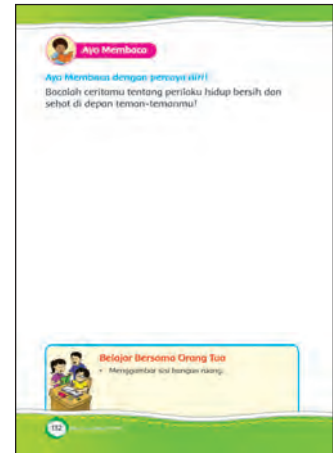 Ayo Membaca
Ayo Membaca dengan percaya diri!
Bacalah ceritamu tentang perilaku hidup bersih dan
sehat di depan teman-temanmu!
Belajar Bersama Orang Tua
• Menggambar sisi bangun ruang.
132